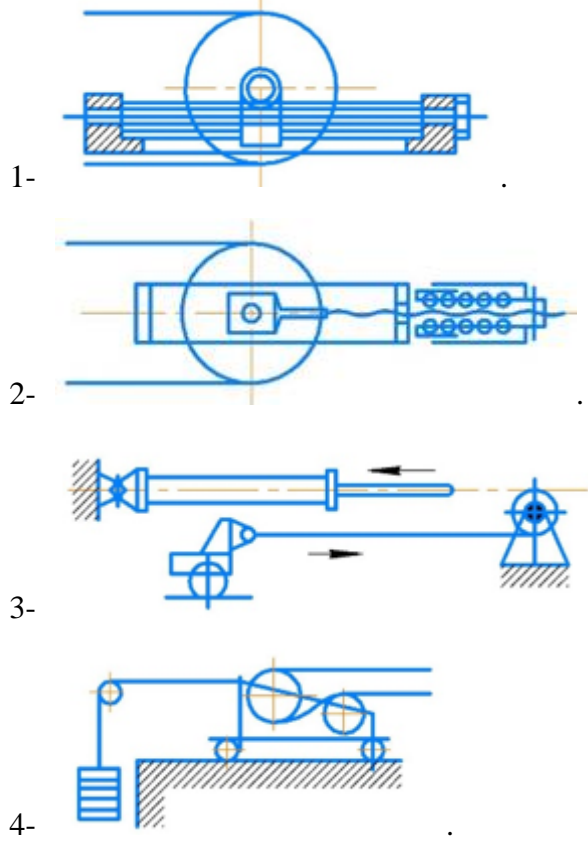 1- .
2- .
3-
4- .